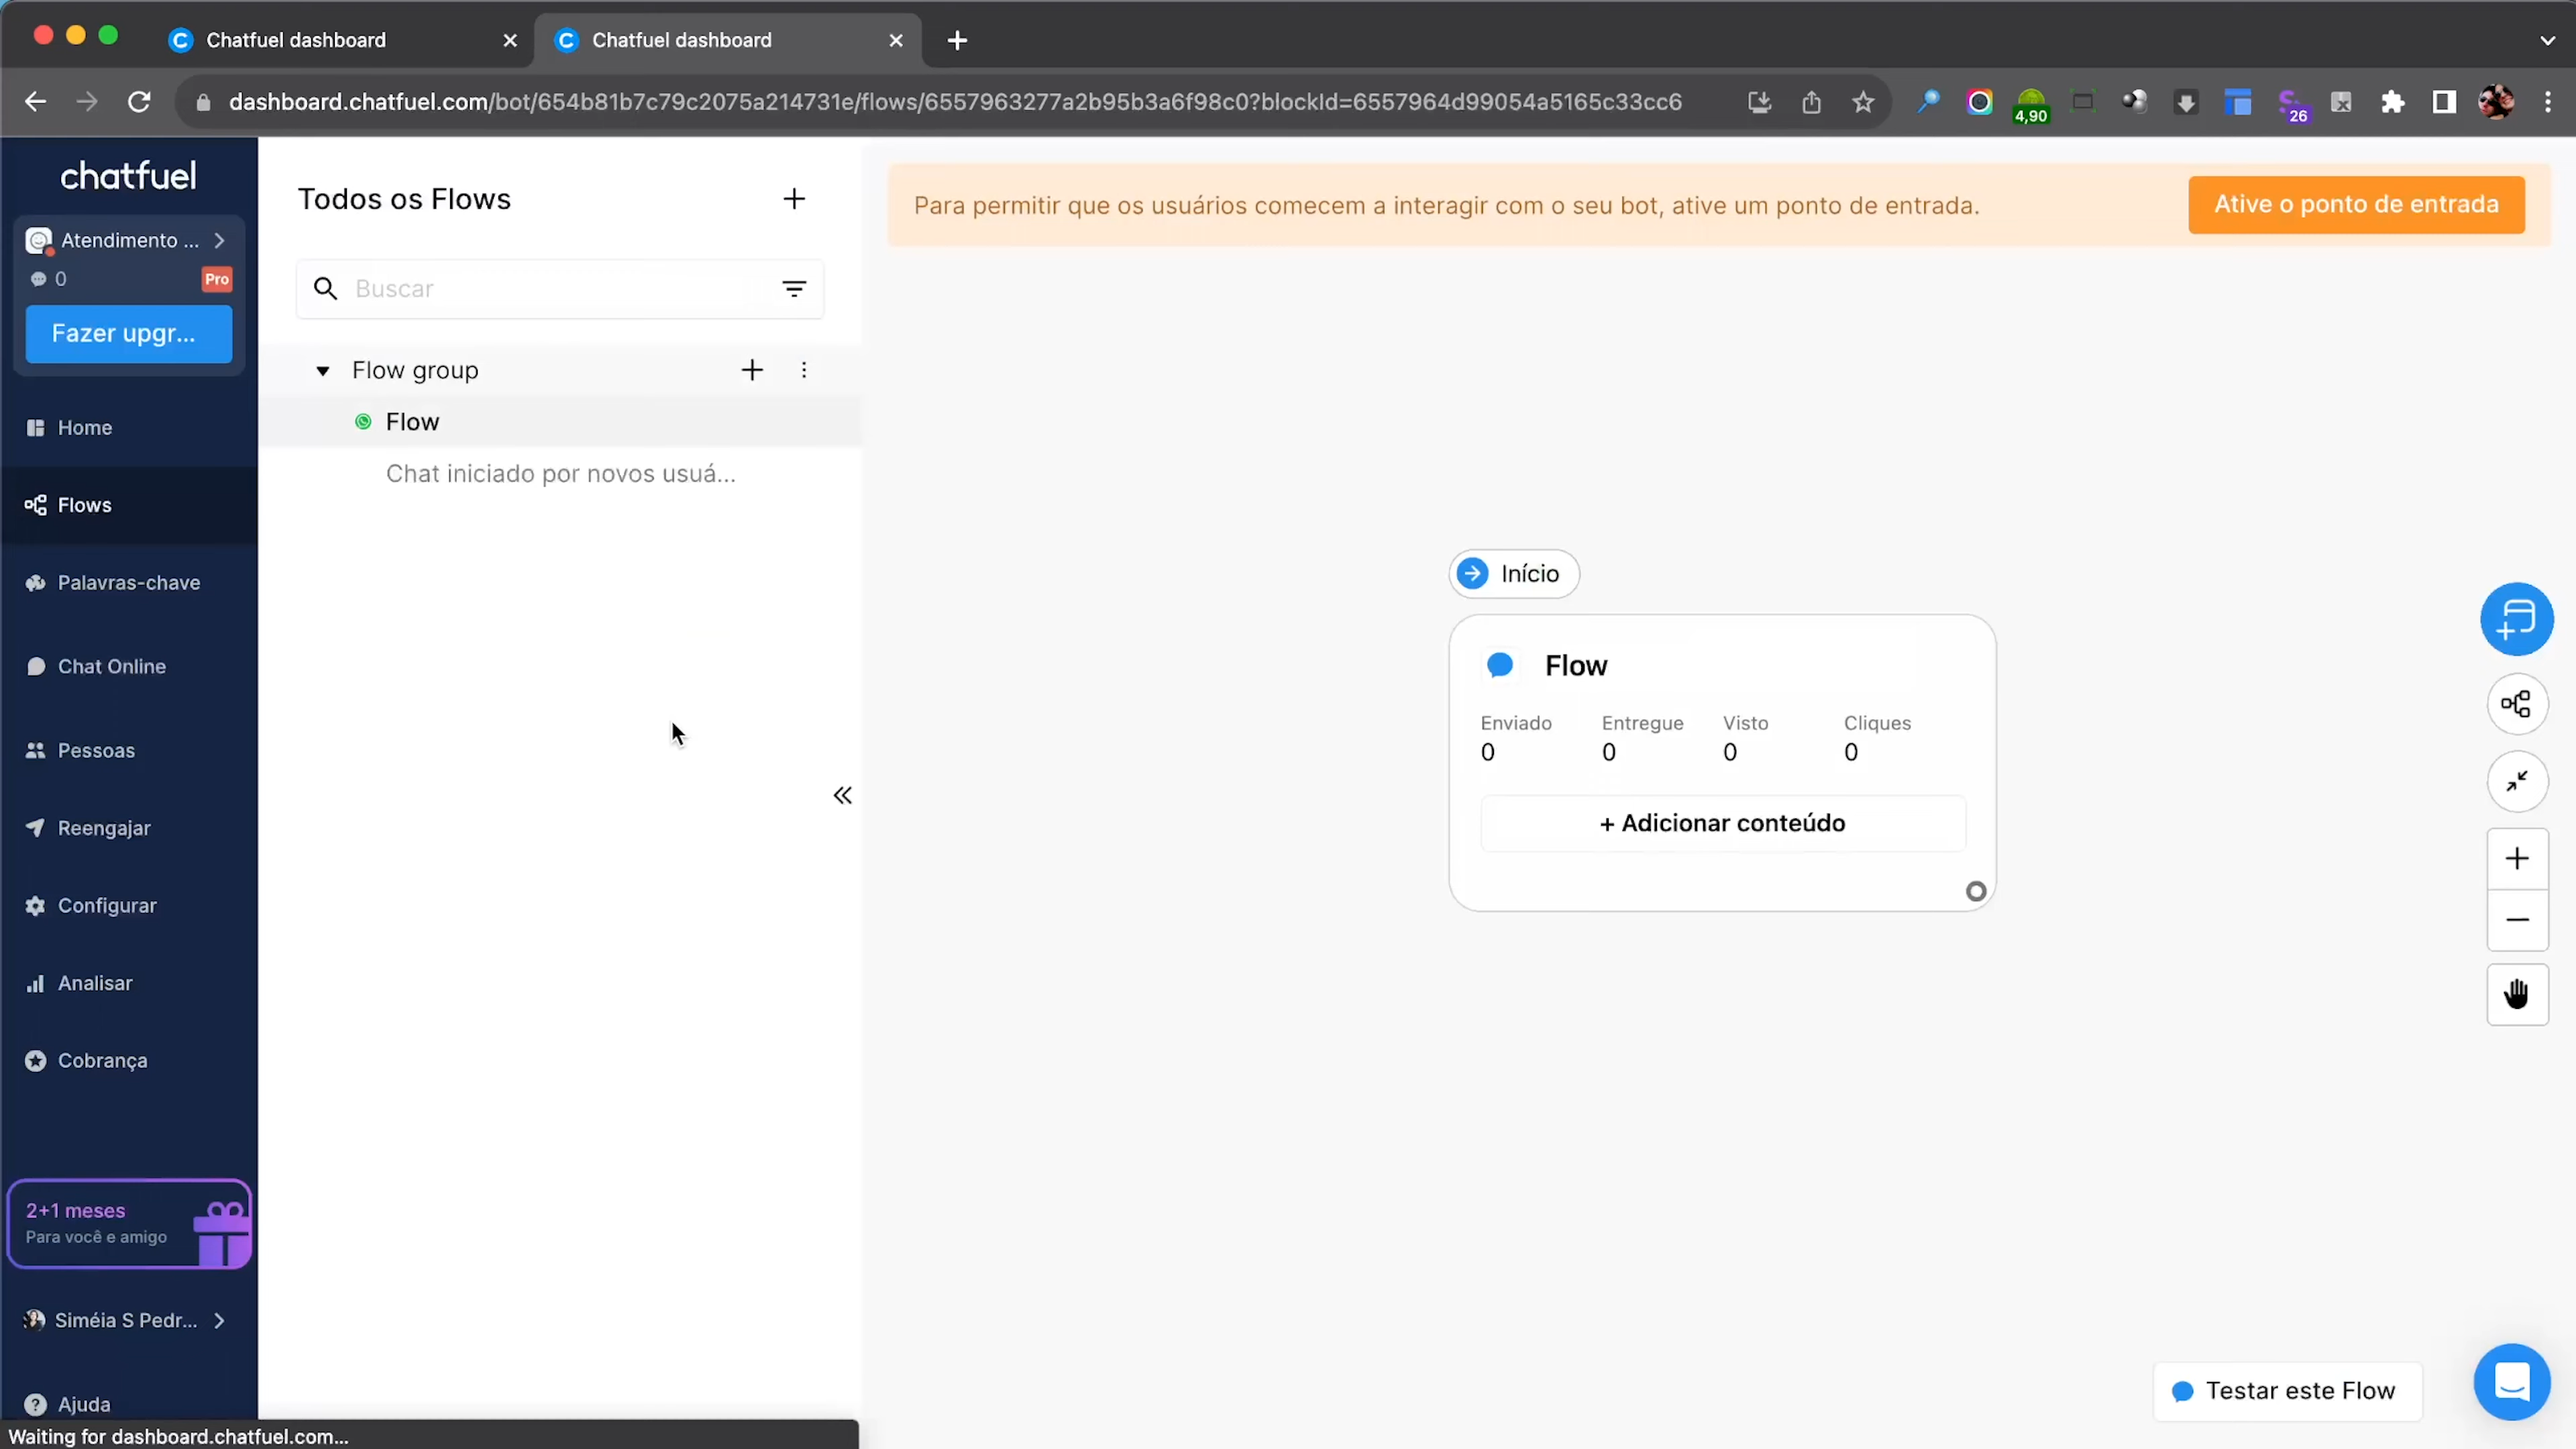 Chatfuel dashboard
Chatfuel dashboard
dashboard.chatfuel.com/bot/654b81b7c79c2075a214731e/flows/6557963277a2b95b3a6f98c0?blockId=6557964d99054a5165c33cc6
4,90
26
chatfuel
Atendimento ...
0
Pro
Fazer upgr...
Home
Flows
Palavras-chave
Chat Online
Pessoas
Reengajar
Configurar
Analisar
Cobrança
2+1 meses
Para você e amigo
Siméia S Pedr...
Ajuda
Waiting for dashboard.chatfuel.com...
Todos os Flows
Buscar
Flow group
Flow
Chat iniciado por novos usuá...
Para permitir que os usuários comecem a interagir com o seu bot, ative um ponto de entrada.
Ative o ponto de entrada
Início
Flow
Enviado Entregue Visto Cliques
0 0 0 0
+ Adicionar conteúdo
Testar este Flow